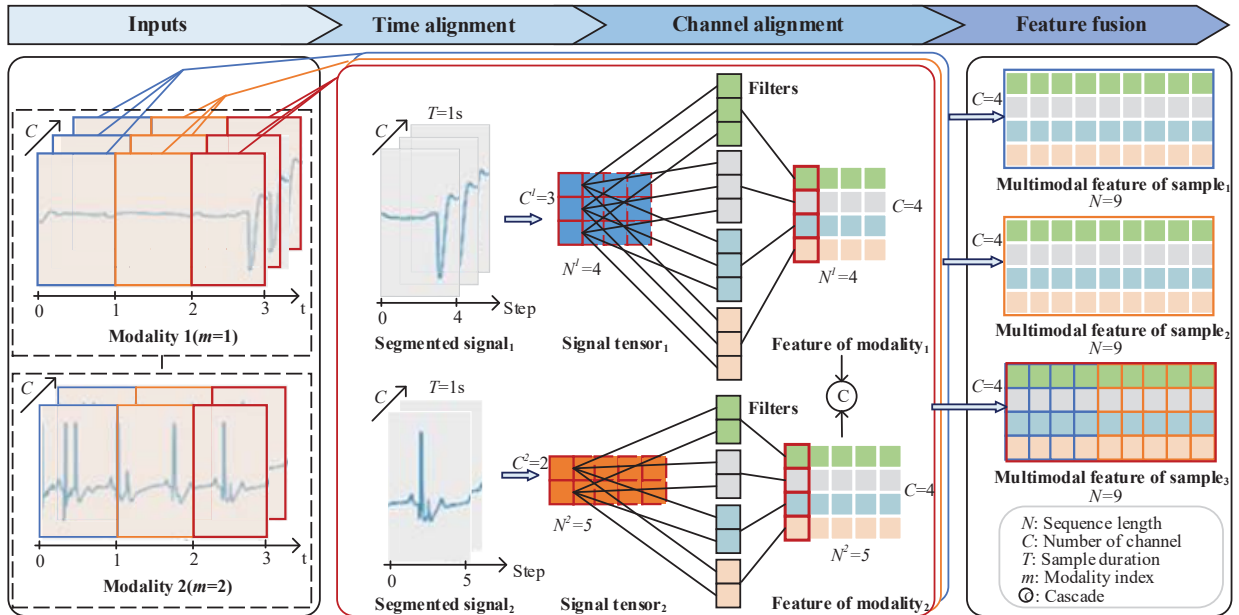 Inputs
Time alignment
Channel alignment
Feature fusion
C
0 1 2 3 t
Modality 1(m=1)
C
0 1 2 3 t
Modality 2(m=2)
C
T=1s
0 4 Step
Segmented signal₁
C¹=3
N¹=4
Signal tensor₁
Filters
C=4
N¹=4
Feature of modality₁
C
C
T=1s
0 5 Step
Segmented signal₂
C²=2
N²=5
Signal tensor₂
Filters
C=4
N²=5
Feature of modality₂
C=4
Multimodal feature of sample₁
N=9
C=4
Multimodal feature of sample₂
N=9
C=4
Multimodal feature of sample₃
N=9
N: Sequence length
C: Number of channel
T: Sample duration
m: Modality index
©: Cascade